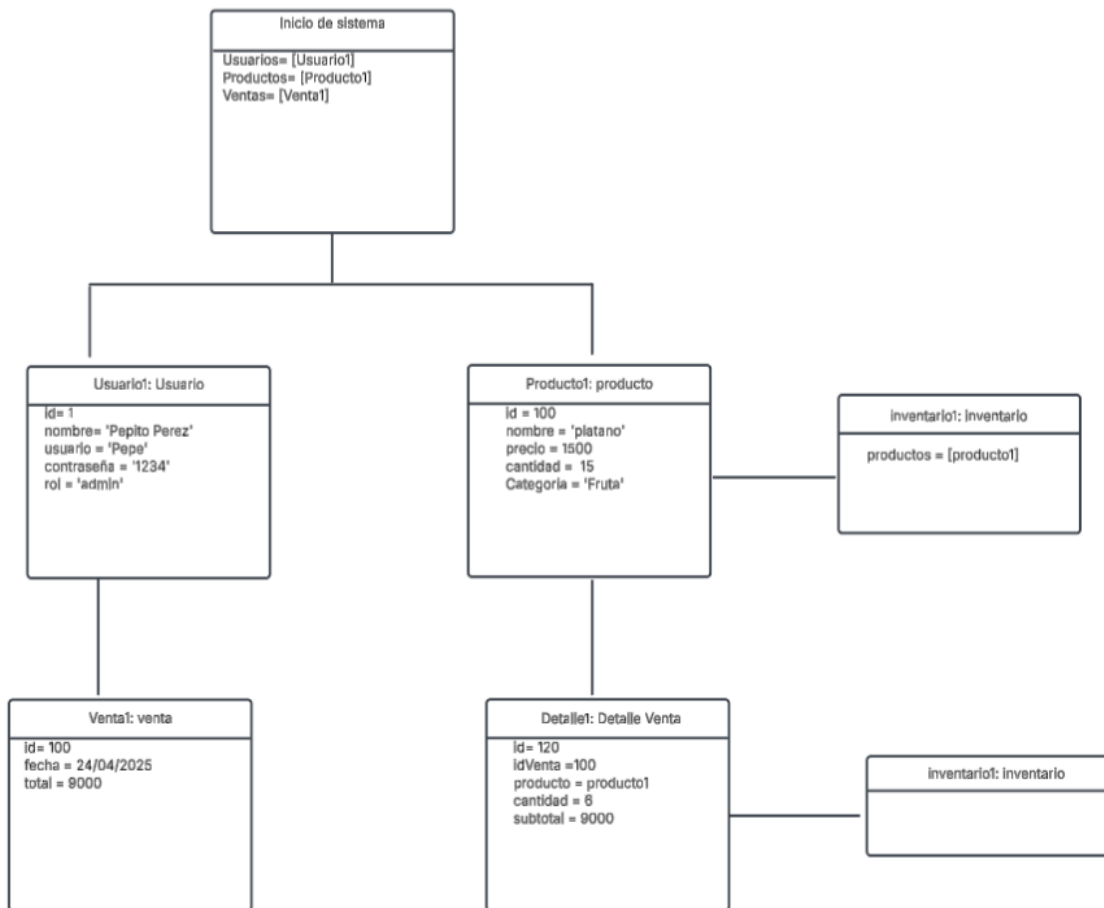 Inicio de sistema
Usuarios= [Usuario1]
Productos= [Producto1]
Ventas= [Venta1]
Usuario1: Usuario
id= 1
nombre= 'Pepito Perez'
usuario = 'Pepe'
contraseña = '1234'
rol = 'admin'
Producto1: producto
id = 100
nombre = 'platano'
precio = 1500
cantidad = 15
Categoria = 'Fruta'
inventario1: inventario
productos = [producto1]
Venta1: venta
id= 100
fecha = 24/04/2025
total = 9000
Detalle1: Detalle Venta
id= 120
idVenta =100
producto = producto1
cantidad = 6
subtotal = 9000
inventario1: inventario